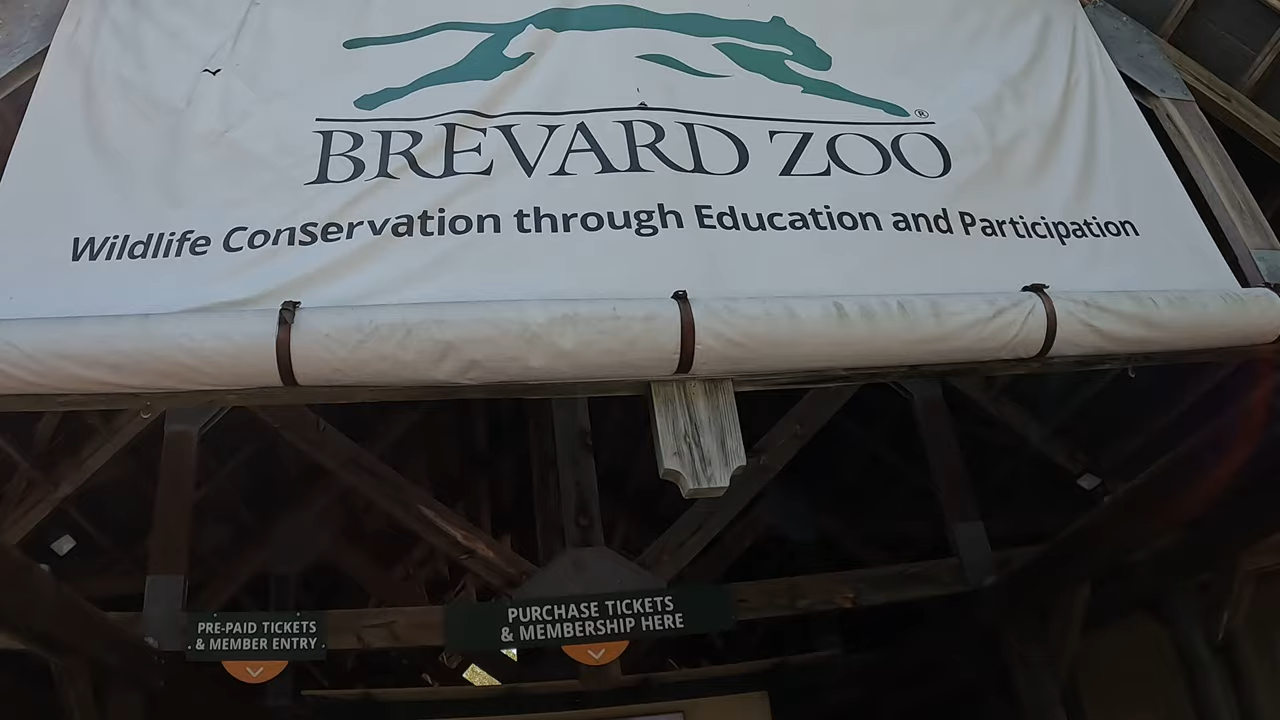 BREVARD ZOO®
Wildlife Conservation through Education and Participation
PRE-PAID TICKETS
& MEMBER ENTRY
PURCHASE TICKETS
& MEMBERSHIP HERE